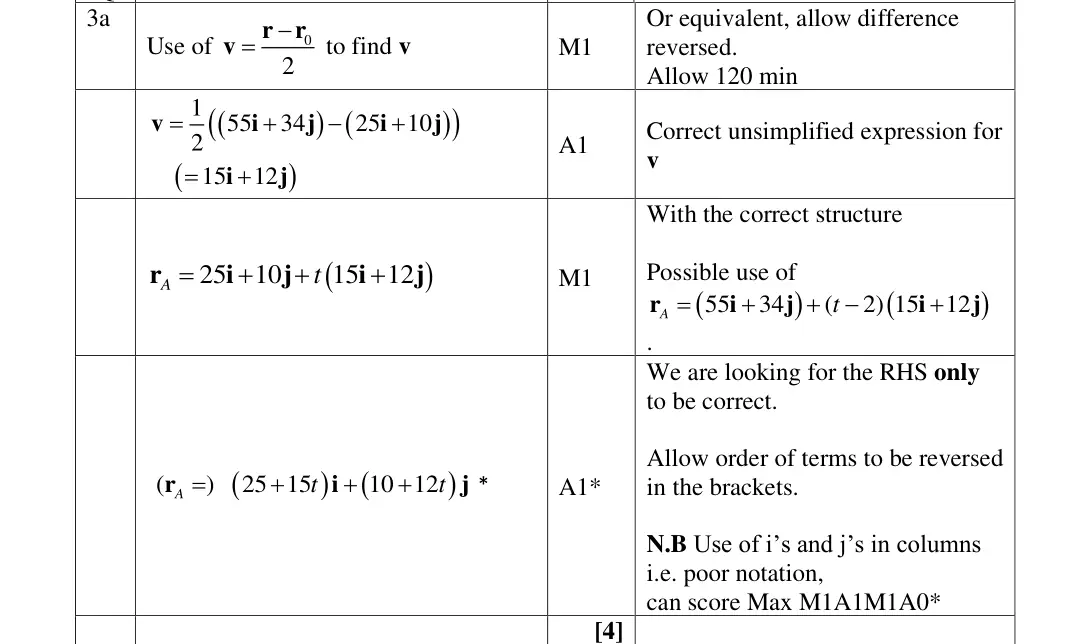 3a
Use of v = (r − r₀)/2 to find v
M1
Or equivalent, allow difference
reversed.
Allow 120 min
v = 1/2((55i + 34j) − (25i + 10j))
(= 15i + 12j)
A1
Correct unsimplified expression for
v
r_A = 25i + 10j + t(15i + 12j)
M1
With the correct structure
Possible use of
r_A = (55i + 34j) + (t − 2)(15i + 12j)
.
(r_A =) (25 + 15t)i + (10 + 12t)j *
A1*
We are looking for the RHS only
to be correct.
Allow order of terms to be reversed
in the brackets.
N.B Use of i’s and j’s in columns
i.e. poor notation,
can score Max M1A1M1A0*
[4]